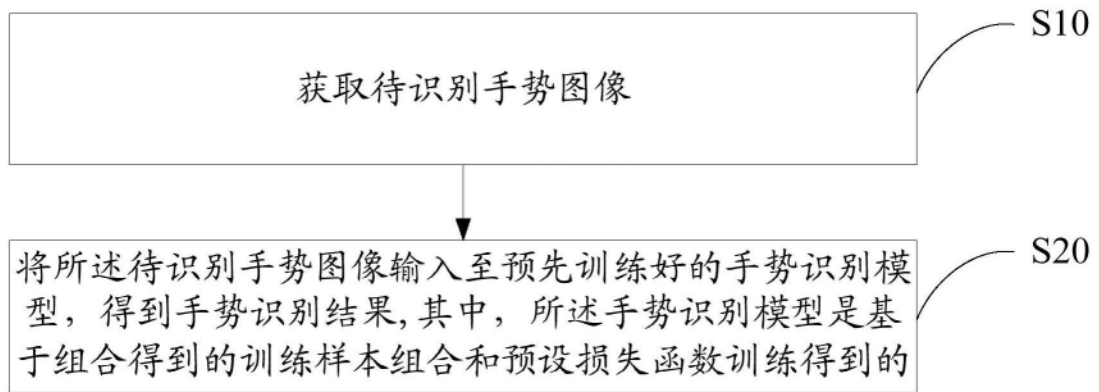 S10
获取待识别手势图像
S20
将所述待识别手势图像输入至预先训练好的手势识别模
型，得到手势识别结果,其中，所述手势识别模型是基
于组合得到的训练样本组合和预设损失函数训练得到的